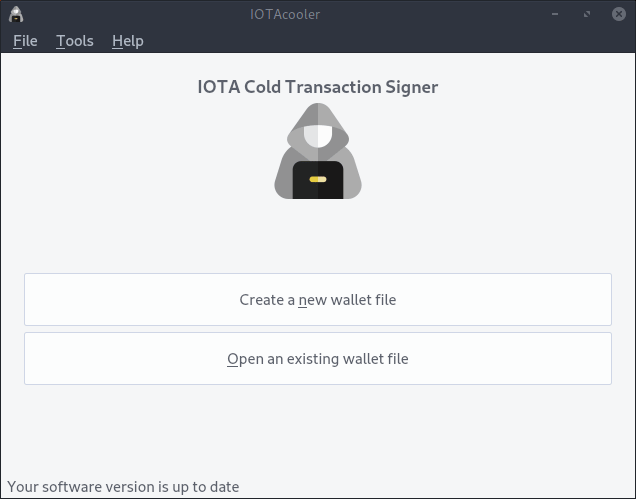 IOTAcooler
File Tools Help
IOTA Cold Transaction Signer
Create a new wallet file
Open an existing wallet file
Your software version is up to date